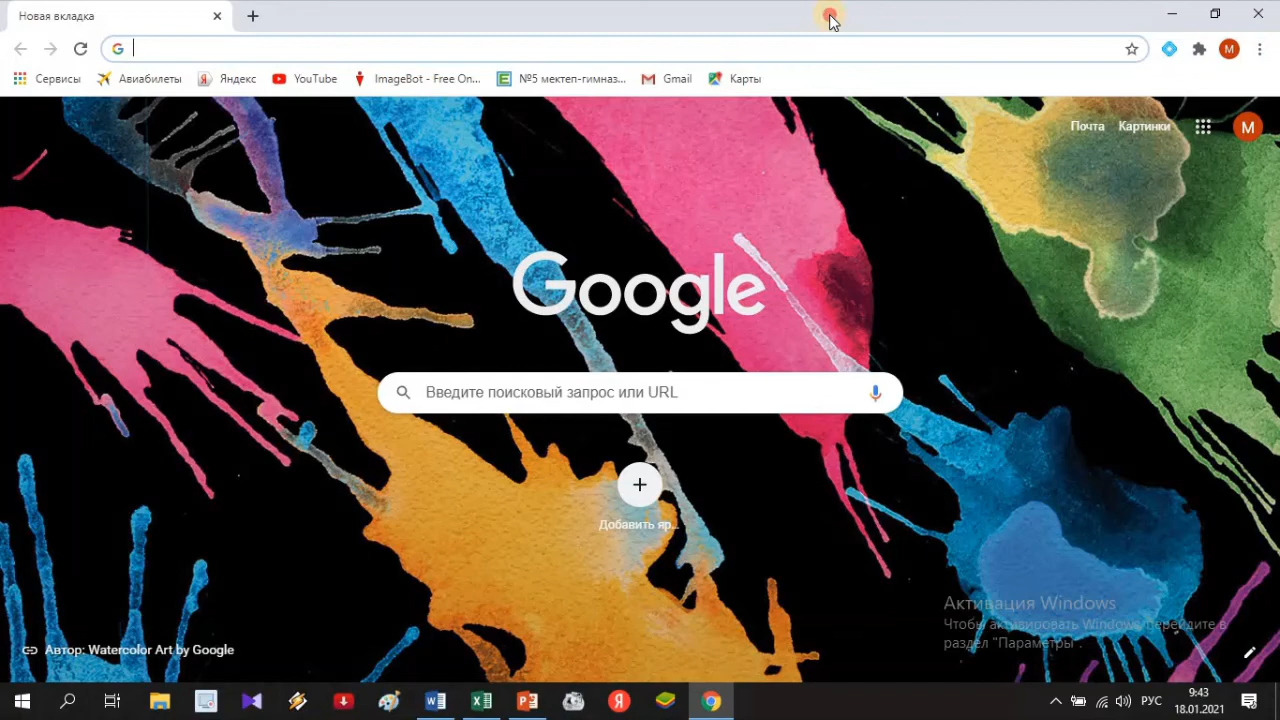 Новая вкладка
Сервисы
Авиабилеты
Яндекс
YouTube
ImageBot - Free On...
№5 мектеп-гимназ...
Gmail
Карты
Почта
Картинки
M
M
Google
Введите поисковый запрос или URL
Добавить яр...
Активация Windows
Чтобы активировать Windows, перейдите в
раздел "Параметры".
Автор: Watercolor Art by Google
РУС
9:43
18.01.2021